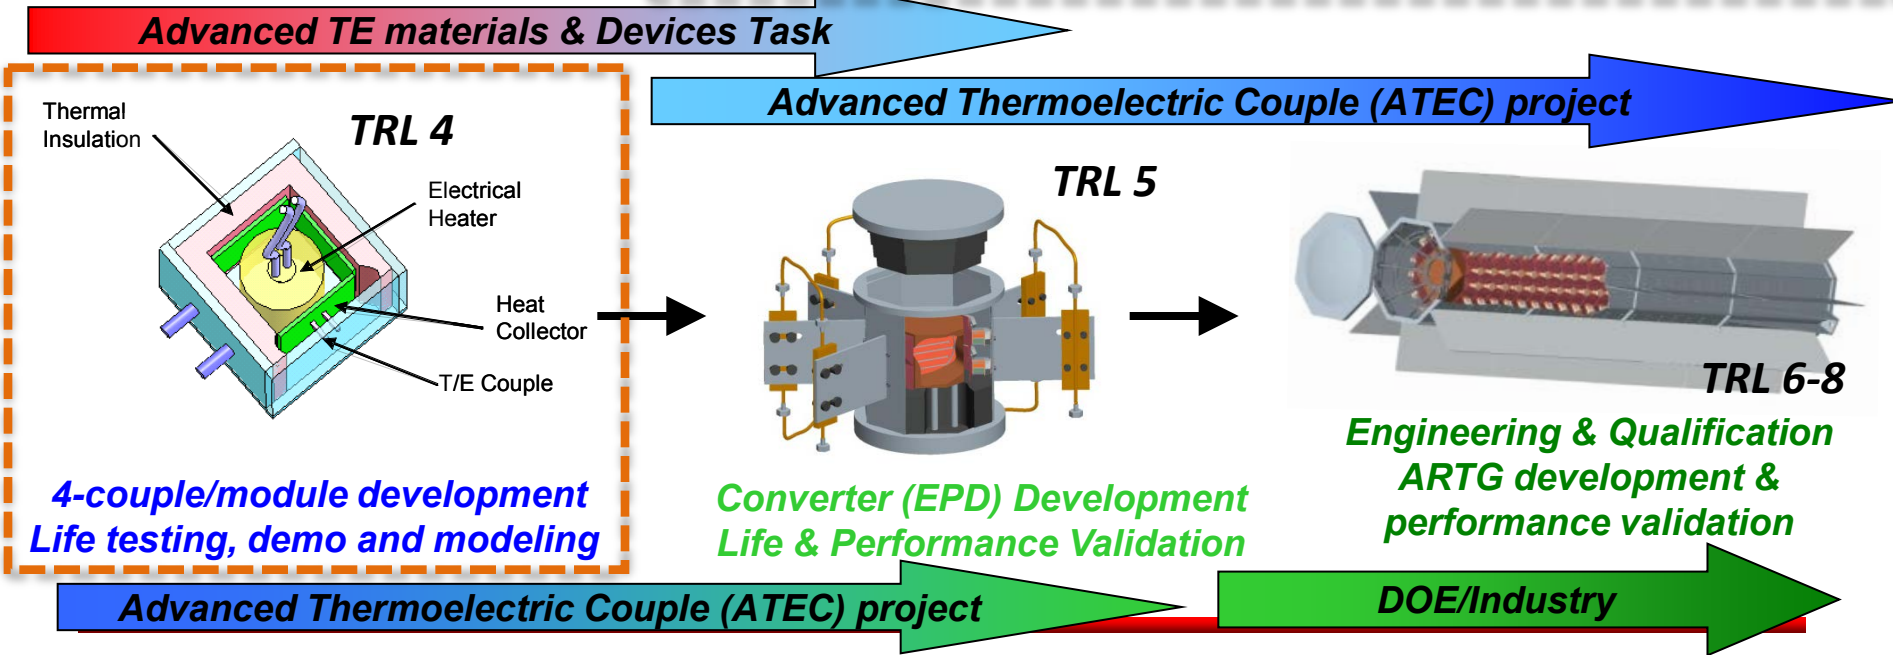 Advanced TE materials & Devices Task
Advanced Thermoelectric Couple (ATEC) project
Thermal
Insulation
TRL 4
Electrical
Heater
Heat
Collector
T/E Couple
4-couple/module development
Life testing, demo and modeling
TRL 5
Converter (EPD) Development
Life & Performance Validation
TRL 6-8
Engineering & Qualification
ARTG development &
performance validation
Advanced Thermoelectric Couple (ATEC) project
DOE/Industry